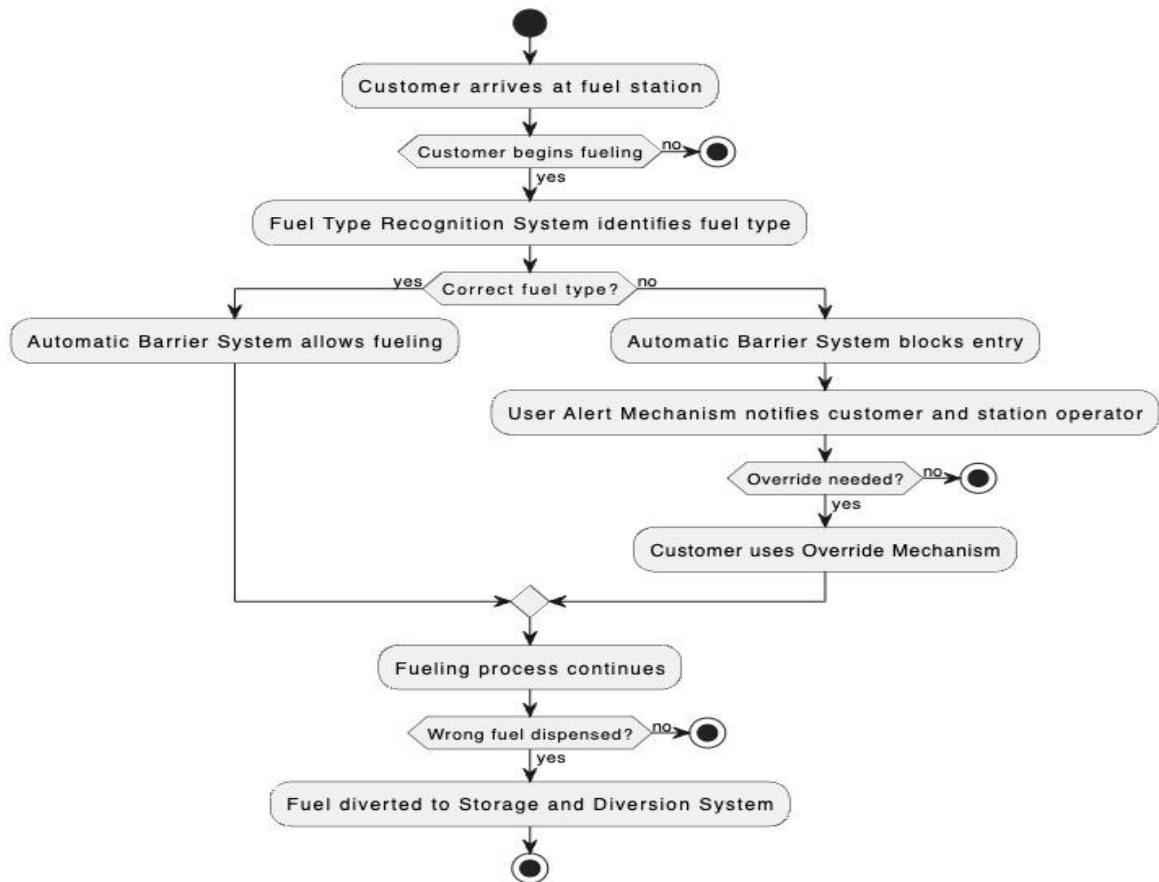 Customer arrives at fuel station
Customer begins fueling
no
yes
Fuel Type Recognition System identifies fuel type
yes
Correct fuel type?
no
Automatic Barrier System allows fueling
Automatic Barrier System blocks entry
User Alert Mechanism notifies customer and station operator
Override needed?
no
yes
Customer uses Override Mechanism
Fueling process continues
Wrong fuel dispensed?
no
yes
Fuel diverted to Storage and Diversion System